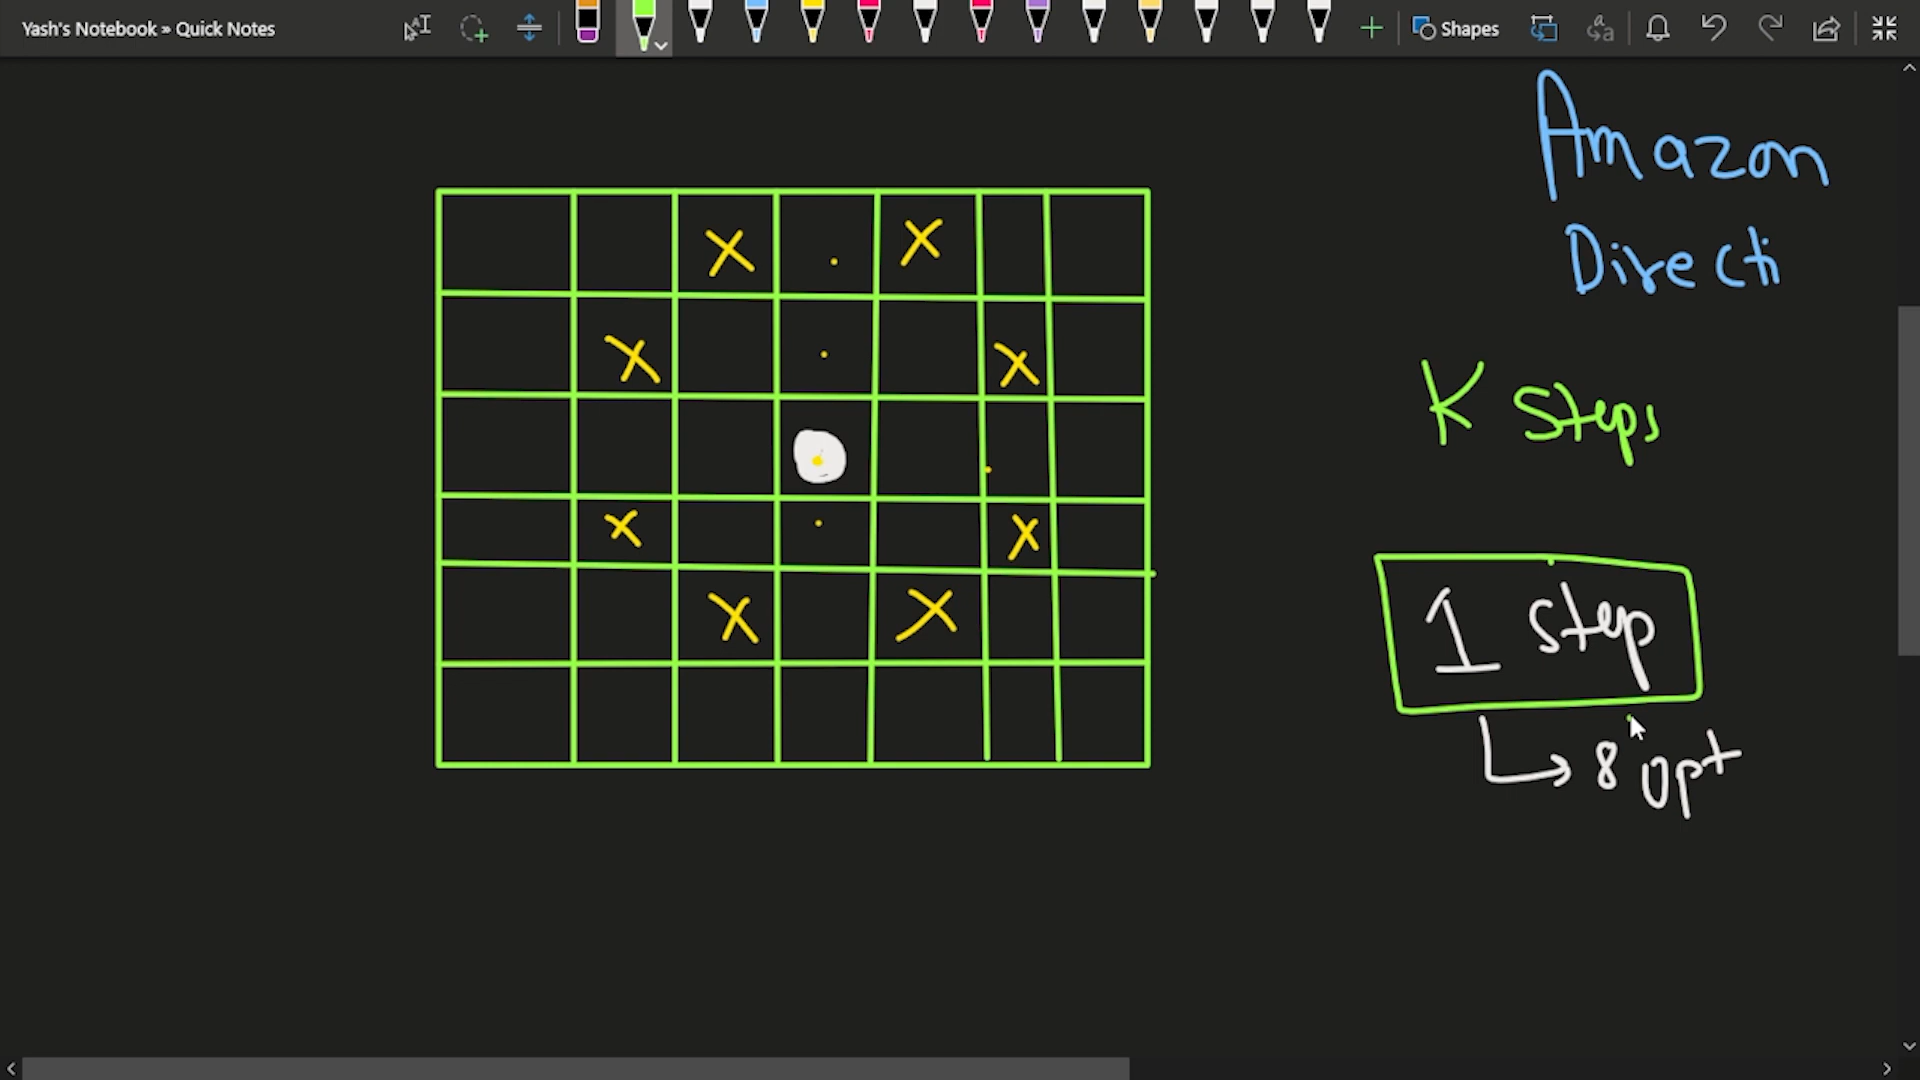 Yash's Notebook » Quick Notes
Shapes
Amazon
Directi
K Steps
1 step
8 opt